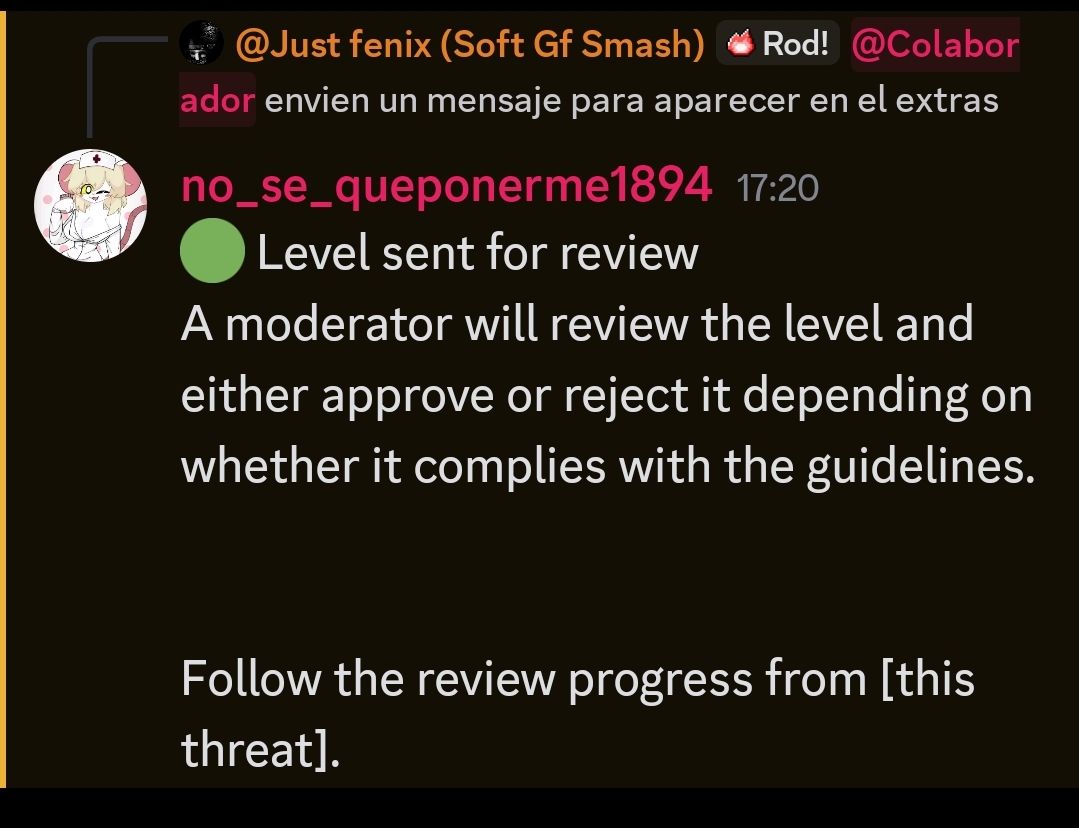 @Just fenix (Soft Gf Smash) Rod! @Colabor
ador envien un mensaje para aparecer en el extras
no_se_queponerme1894 17:20
Level sent for review
A moderator will review the level and
either approve or reject it depending on
whether it complies with the guidelines.
Follow the review progress from [this
threat].